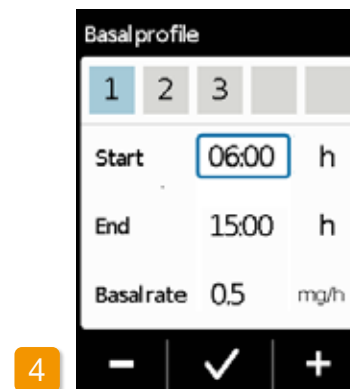 Basal profile
1 2 3
Start 06:00 h
End 15:00 h
Basal rate 0.5 mg/h
4 − ✓ +